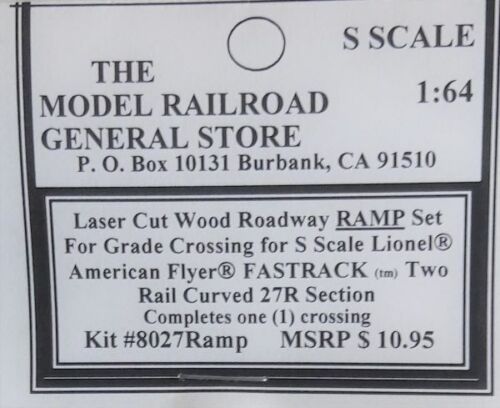 S SCALE
THE
1:64
MODEL RAILROAD
GENERAL STORE
P. O. Box 10131 Burbank, CA 91510
Laser Cut Wood Roadway RAMP Set
For Grade Crossing for S Scale Lionel®
American Flyer® FASTRACK (tm) Two
Rail Curved 27R Section
Completes one (1) crossing
Kit #8027Ramp MSRP $ 10.95